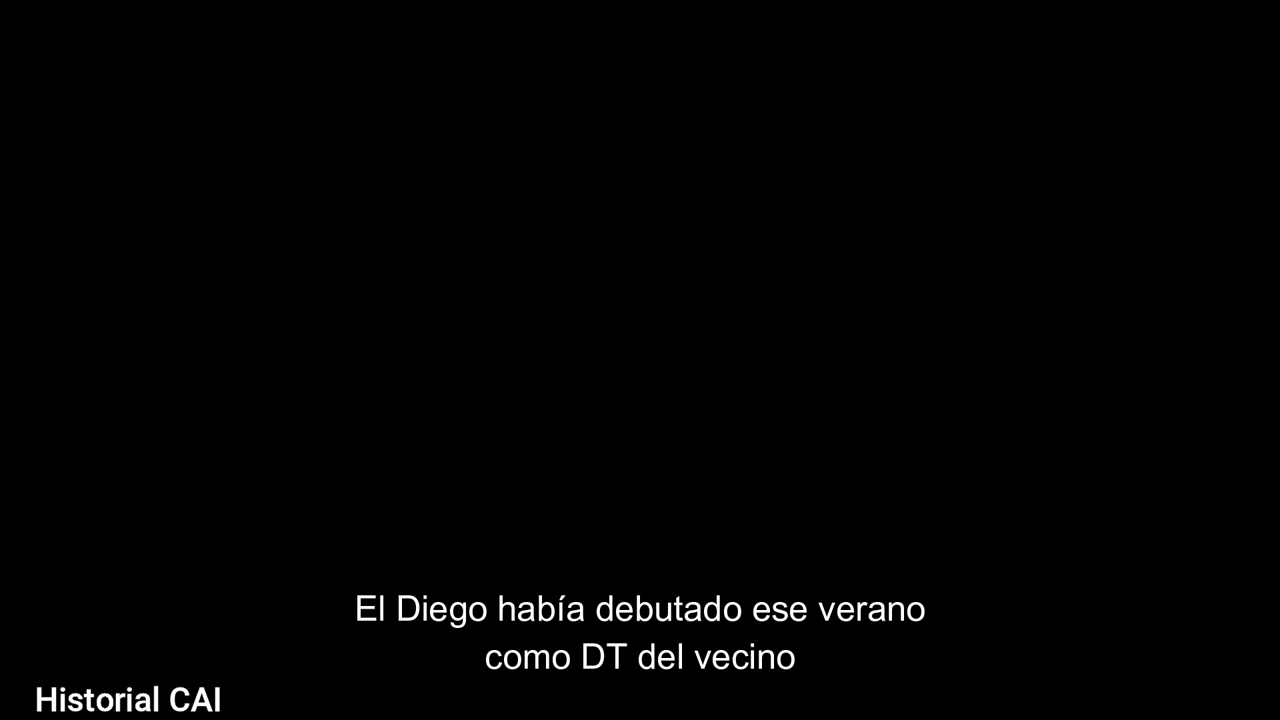 El Diego había debutado ese verano
como DT del vecino
Historial CAI